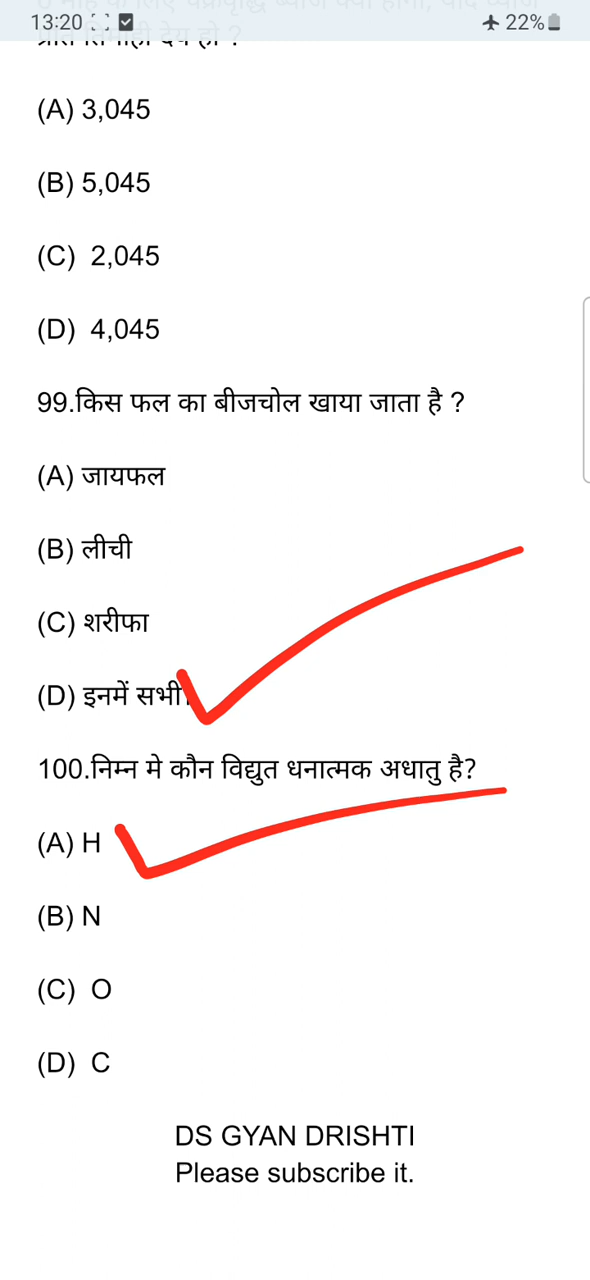 13:20
22%
(A) 3,045
(B) 5,045
(C) 2,045
(D) 4,045
99.किस फल का बीजचोल खाया जाता है ?
(A) जायफल
(B) लीची
(C) शरीफा
(D) इनमें सभी
100.निम्न मे कौन विद्युत धनात्मक अधातु है?
(A) H
(B) N
(C) O
(D) C
DS GYAN DRISHTI
Please subscribe it.